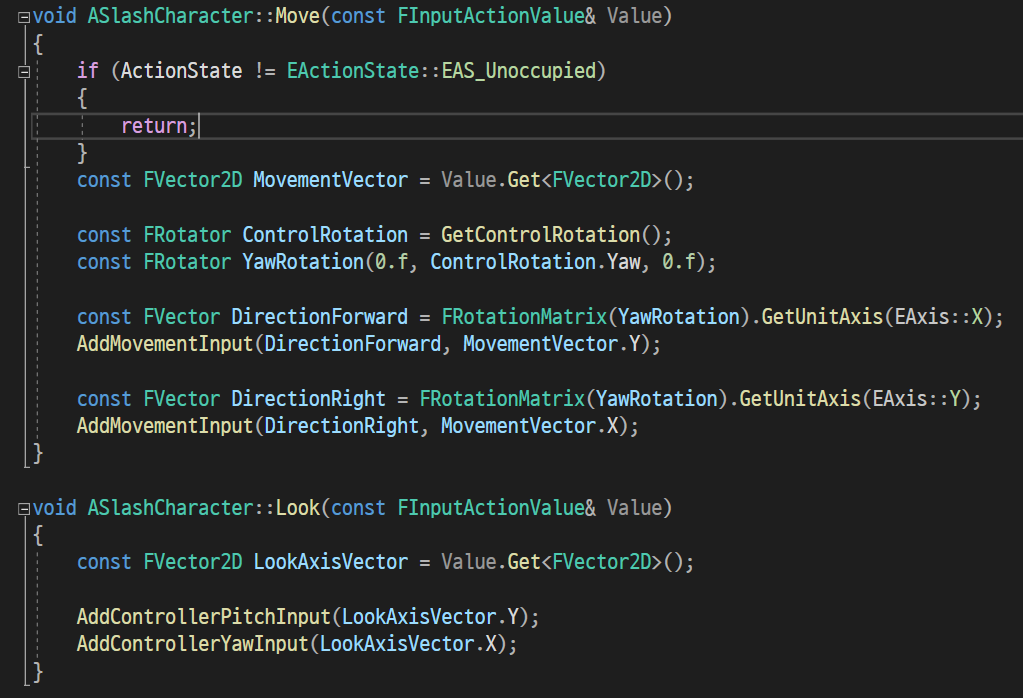 void ASlashCharacter::Move(const FInputActionValue& Value)
{
    if (ActionState != EActionState::EAS_Unoccupied)
    {
        return;
    }
    const FVector2D MovementVector = Value.Get<FVector2D>();

    const FRotator ControlRotation = GetControlRotation();
    const FRotator YawRotation(0.f, ControlRotation.Yaw, 0.f);

    const FVector DirectionForward = FRotationMatrix(YawRotation).GetUnitAxis(EAxis::X);
    AddMovementInput(DirectionForward, MovementVector.Y);

    const FVector DirectionRight = FRotationMatrix(YawRotation).GetUnitAxis(EAxis::Y);
    AddMovementInput(DirectionRight, MovementVector.X);
}

void ASlashCharacter::Look(const FInputActionValue& Value)
{
    const FVector2D LookAxisVector = Value.Get<FVector2D>();

    AddControllerPitchInput(LookAxisVector.Y);
    AddControllerYawInput(LookAxisVector.X);
}